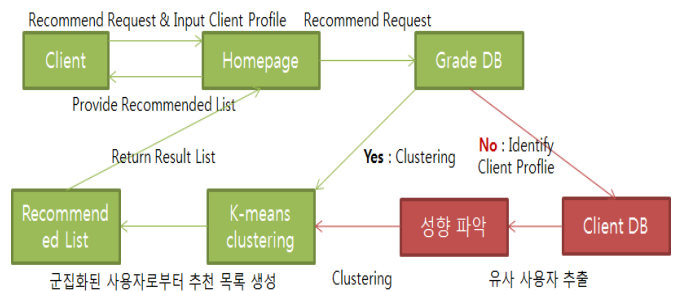 Recommend Request & Input Client Profile
Recommend Request
Client
Homepage
Grade DB
Provide Recommended List
Return Result List
Yes : Clustering
No : Identify
Client Proflie
Recommend
ed List
K-means
clustering
성향 파악
Client DB
군집화된 사용자로부터 추천 목록 생성
Clustering
유사 사용자 추출